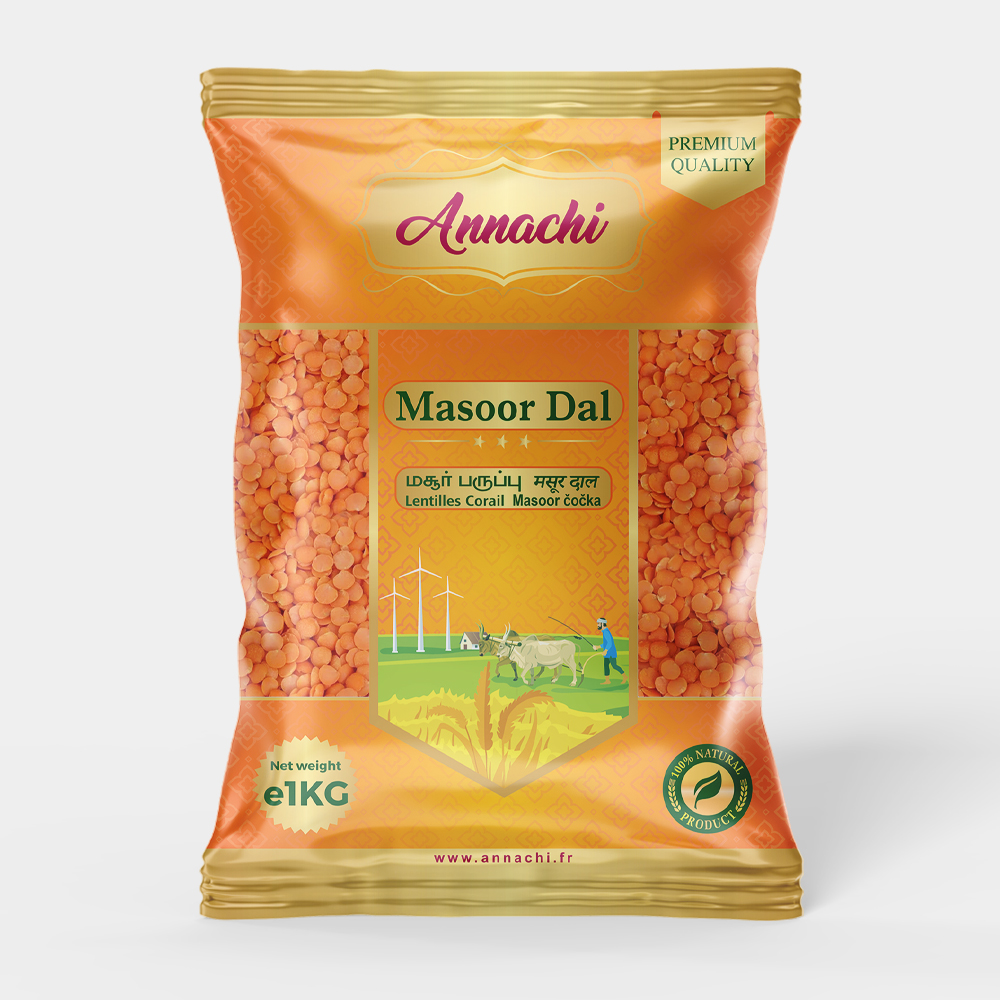 PREMIUM
QUALITY
Annachi
Masoor Dal
மசூர் பருப்பு मसूर दाल
Lentilles Corail Masoor čočka
Net weight
e1KG
100% NATURAL
PRODUCT
www.annachi.fr